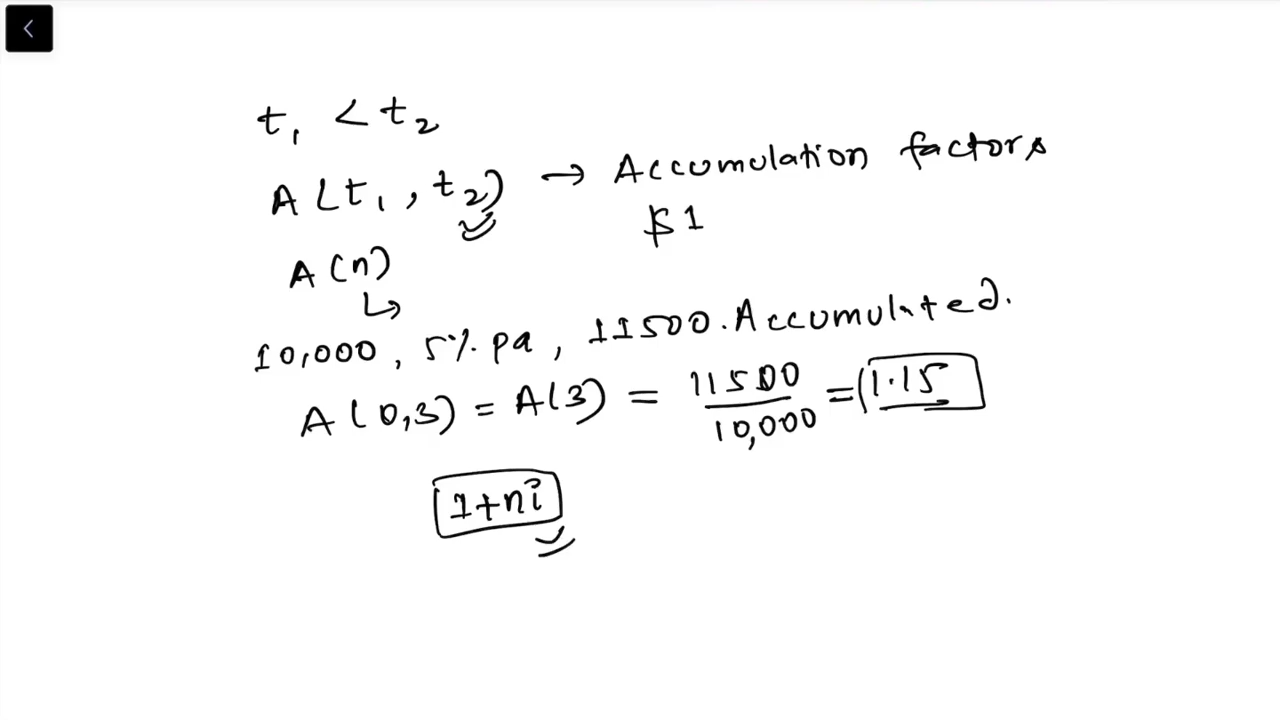 t₁ < t₂
A(t₁, t₂) → Accumulation factors
$1
A(n)
↳
10,000, 5% pa, 11500. Accumulated.
A(0,3) = A(3) = 11500/10,000 = 1.15
1+ni